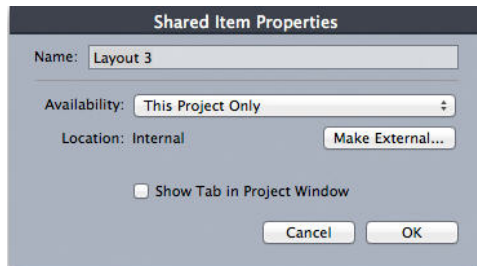 Shared Item Properties
Name: Layout 3
Availability: This Project Only
Location: Internal Make External...
Show Tab in Project Window
Cancel OK